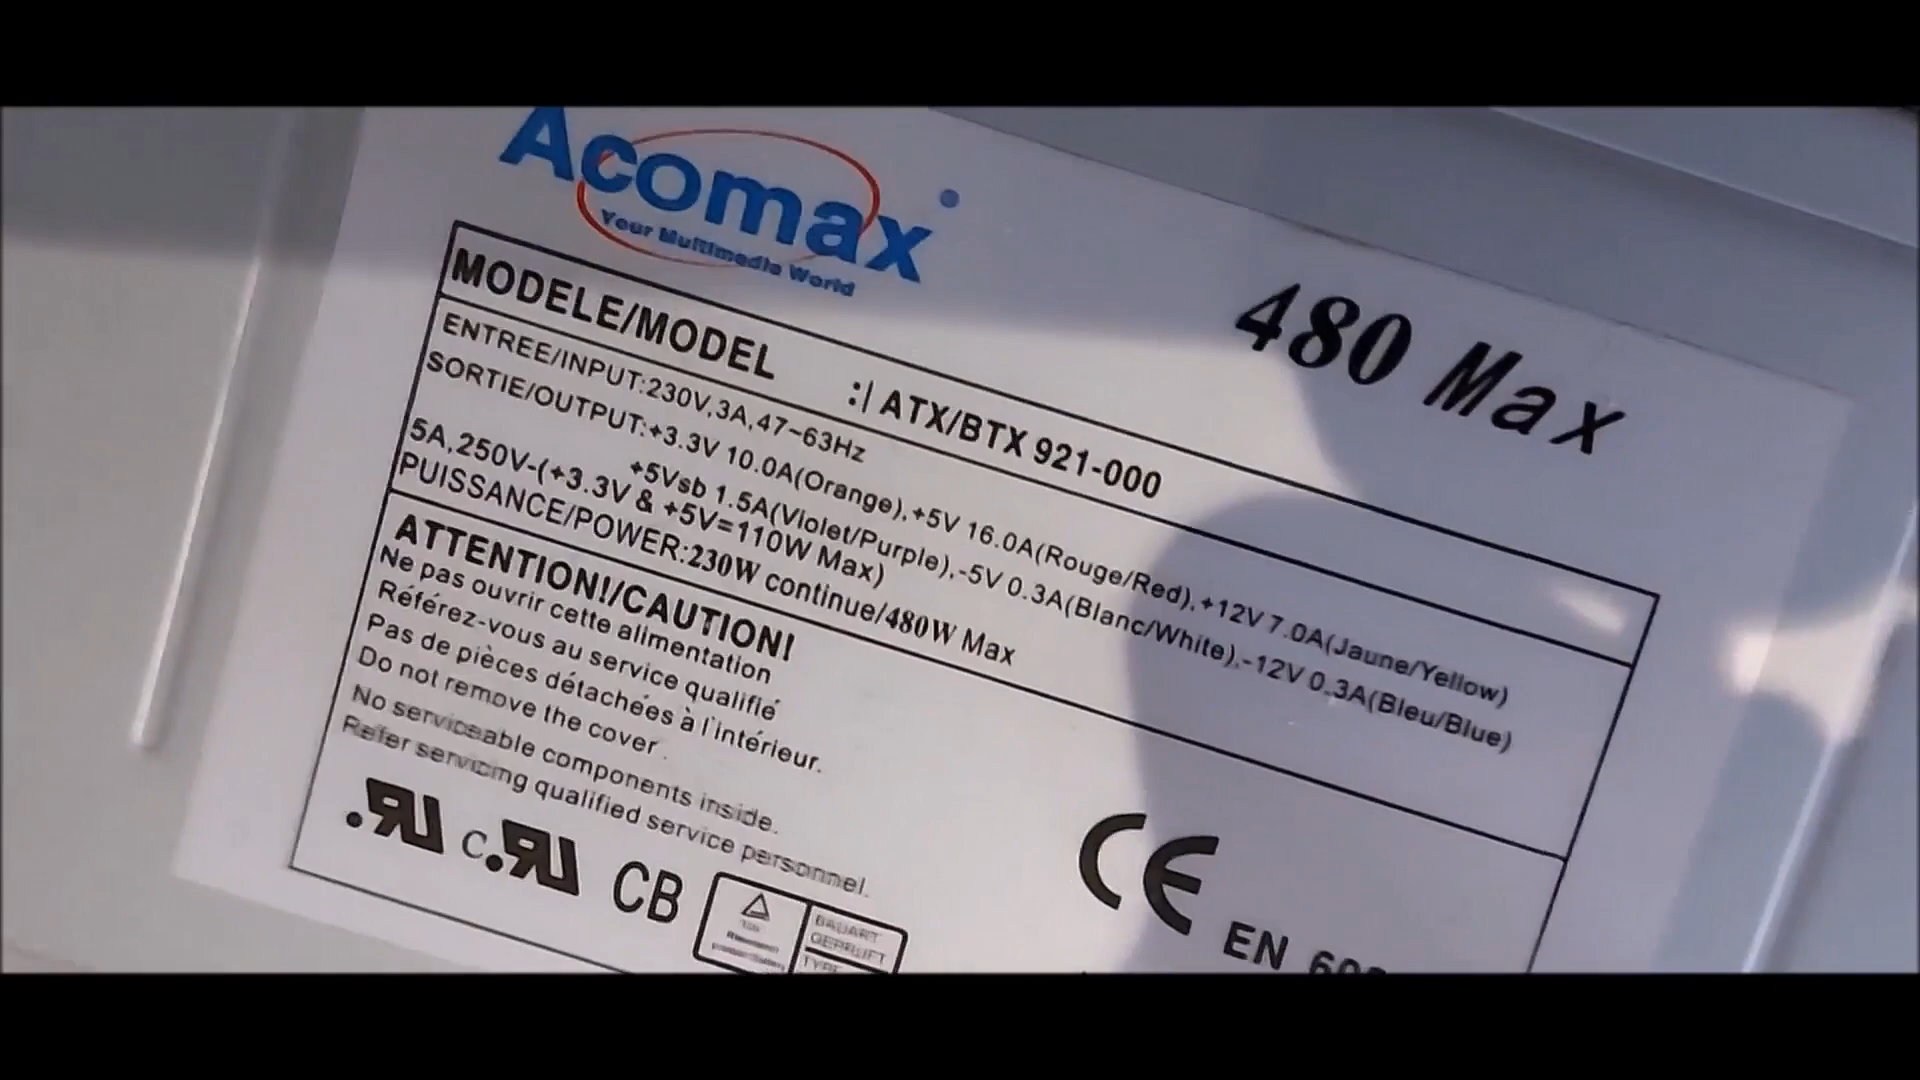 Acomax
Your Multimedia World
480 Max
MODELE/MODEL :| ATX/BTX 921-000
ENTREE/INPUT:230V,3A,47~63Hz
SORTIE/OUTPUT:+3.3V 10.0A(Orange),+5V 16.0A(Rouge/Red),+12V 7.0A(Jaune/Yellow)
+5Vsb 1.5A(Violet/Purple),-5V 0.3A(Blanc/White),-12V 0.3A(Bleu/Blue)
5A,250V-(+3.3V & +5V=110W Max)
PUISSANCE/POWER:230W continue/480W Max
ATTENTION!/CAUTION!
Ne pas ouvrir cette alimentation
Référez-vous au service qualifié
Pas de pièces détachées à l'intérieur.
Do not remove the cover.
No serviceable components inside.
Refer servicing qualified service personnel.
CB
BAUART
GEPRUFT
TYPE
CE
EN